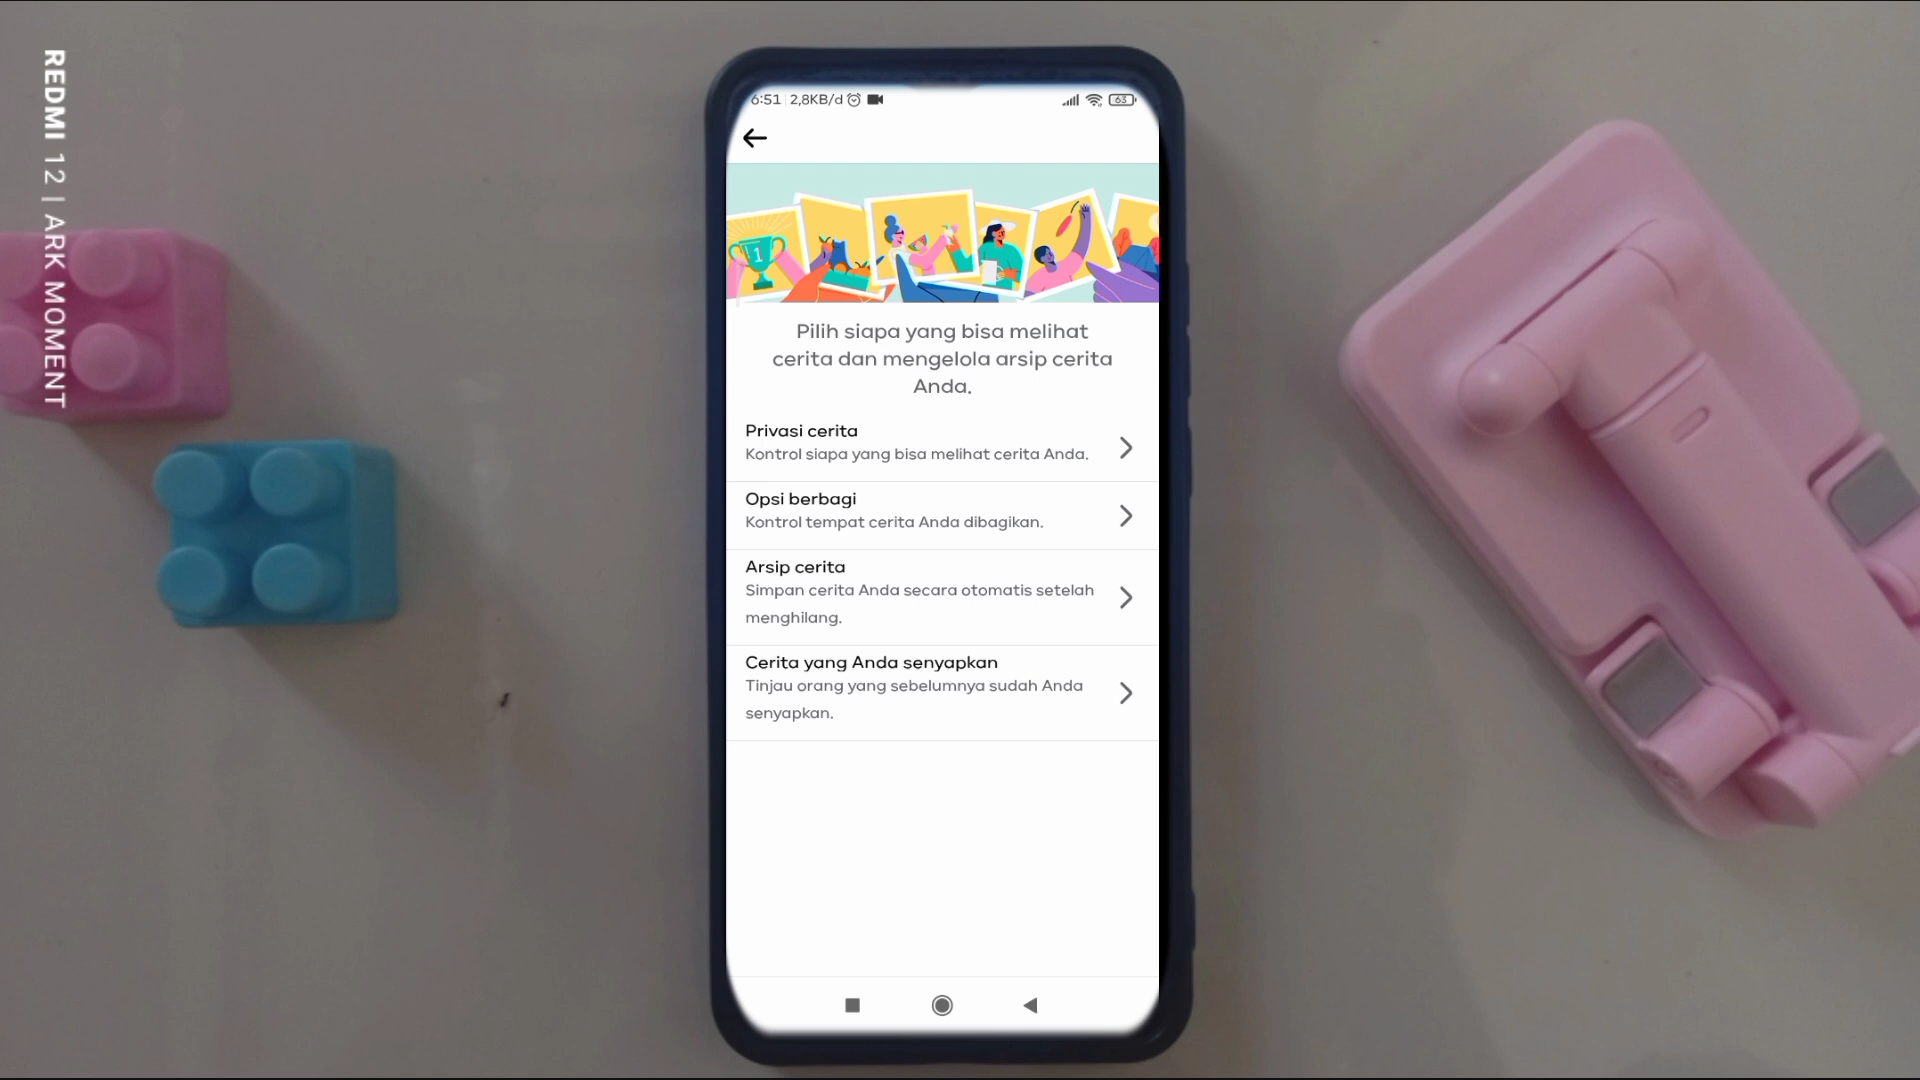 REDMI 12 | ARK MOMENT
6:51 2,8KB/d
63
1
Pilih siapa yang bisa melihat
cerita dan mengelola arsip cerita
Anda.
Privasi cerita
Kontrol siapa yang bisa melihat cerita Anda.
Opsi berbagi
Kontrol tempat cerita Anda dibagikan.
Arsip cerita
Simpan cerita Anda secara otomatis setelah
menghilang.
Cerita yang Anda senyapkan
Tinjau orang yang sebelumnya sudah Anda
senyapkan.